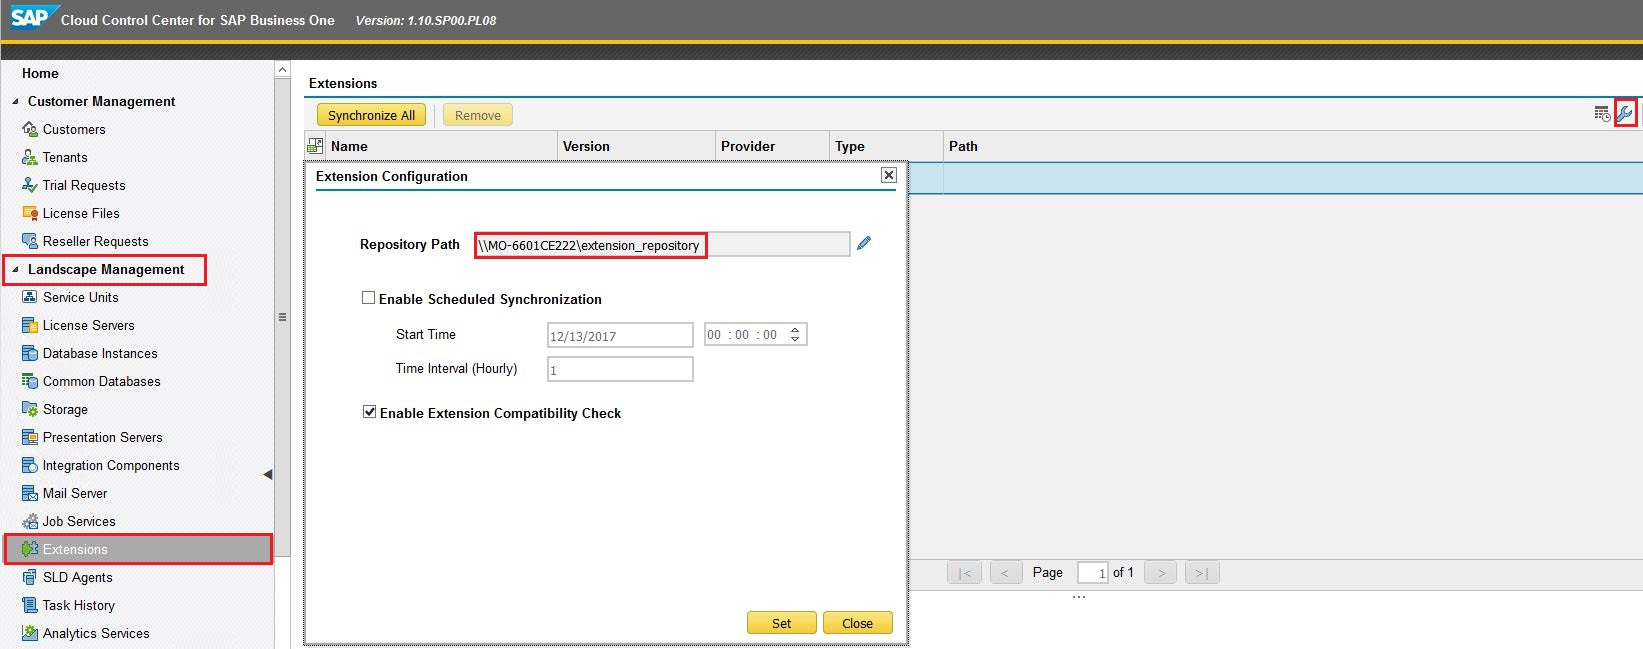 SAP Cloud Control Center for SAP Business One Version: 1.10.SP00.PL08
Home
Customer Management
Customers
Tenants
Trial Requests
License Files
Reseller Requests
Landscape Management
Service Units
License Servers
Database Instances
Common Databases
Storage
Presentation Servers
Integration Components
Mail Server
Job Services
Extensions
SLD Agents
Task History
Analytics Services
Extensions
Synchronize All Remove
Name Version Provider Type Path
Extension Configuration
Repository Path \\MO-6601CE222\extension_repository
Enable Scheduled Synchronization
Start Time 12/13/2017 00 : 00 : 00
Time Interval (Hourly) 1
Enable Extension Compatibility Check
Set Close
|< < Page 1 of 1 > >|
...